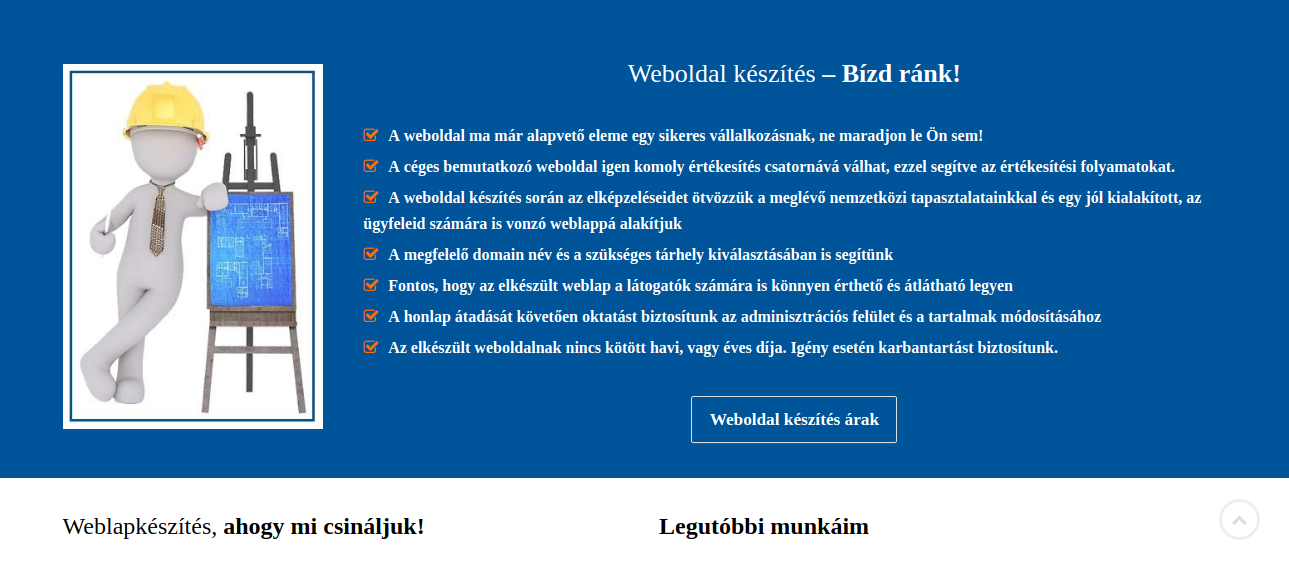 Weboldal készítés – Bízd ránk!
A weboldal ma már alapvető eleme egy sikeres vállalkozásnak, ne maradjon le Ön sem!
A céges bemutatkozó weboldal igen komoly értékesítés csatornává válhat, ezzel segítve az értékesítési folyamatokat.
A weboldal készítés során az elképzeléseidet ötvözzük a meglévő nemzetközi tapasztalatainkkal és egy jól kialakított, az
ügyfeleid számára is vonzó weblappá alakítjuk
A megfelelő domain név és a szükséges tárhely kiválasztásában is segítünk
Fontos, hogy az elkészült weblap a látogatók számára is könnyen érthető és átlátható legyen
A honlap átadását követően oktatást biztosítunk az adminisztrációs felület és a tartalmak módosításához
Az elkészült weboldalnak nincs kötött havi, vagy éves díja. Igény esetén karbantartást biztosítunk.
Weboldal készítés árak
Weblapkészítés, ahogy mi csináljuk!
Legutóbbi munkáim